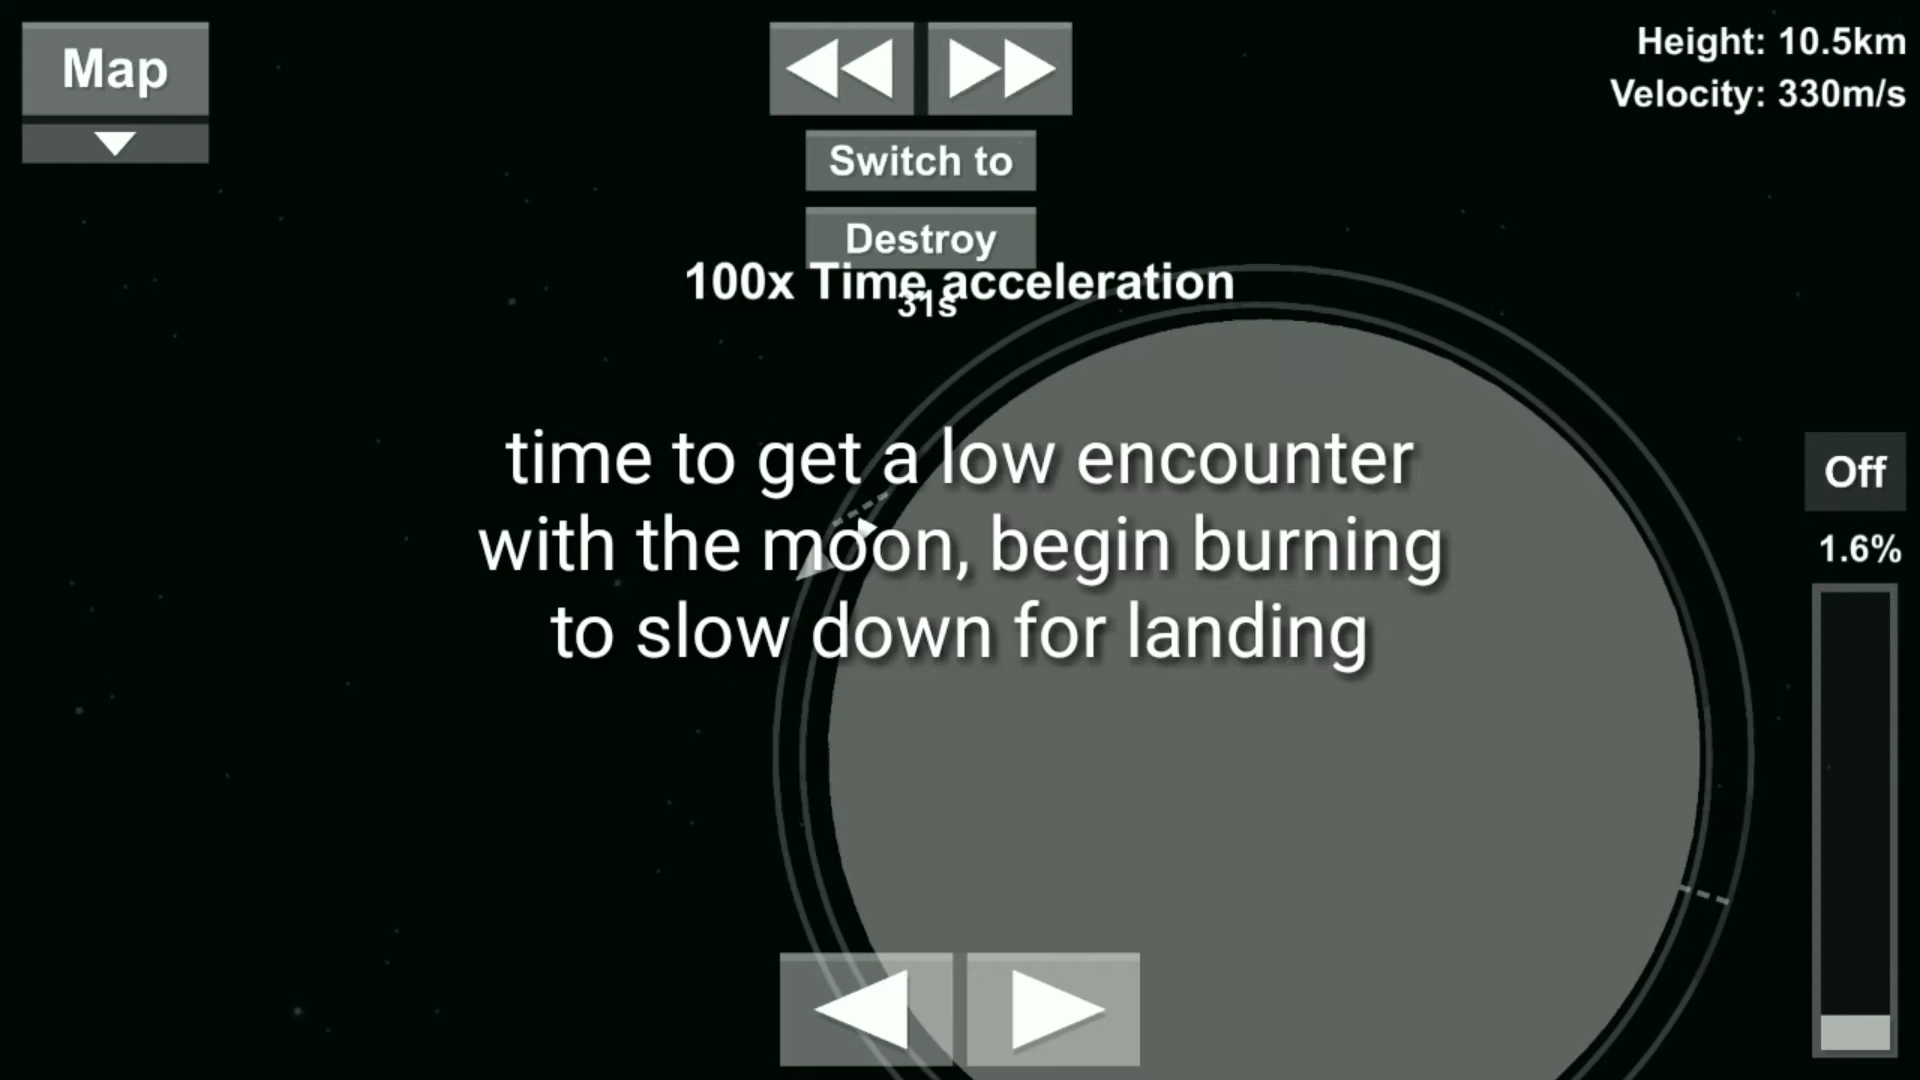 Map
Height: 10.5km
Velocity: 330m/s
Switch to
Destroy
100x Time acceleration
31s
time to get a low encounter
with the moon, begin burning
to slow down for landing
Off
1.6%